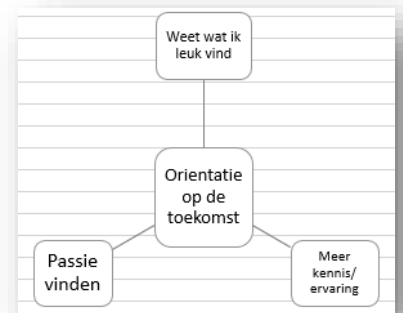 Weet wat ik
leuk vind
Orientatie
op de
toekomst
Passie
vinden
Meer
kennis/
ervaring